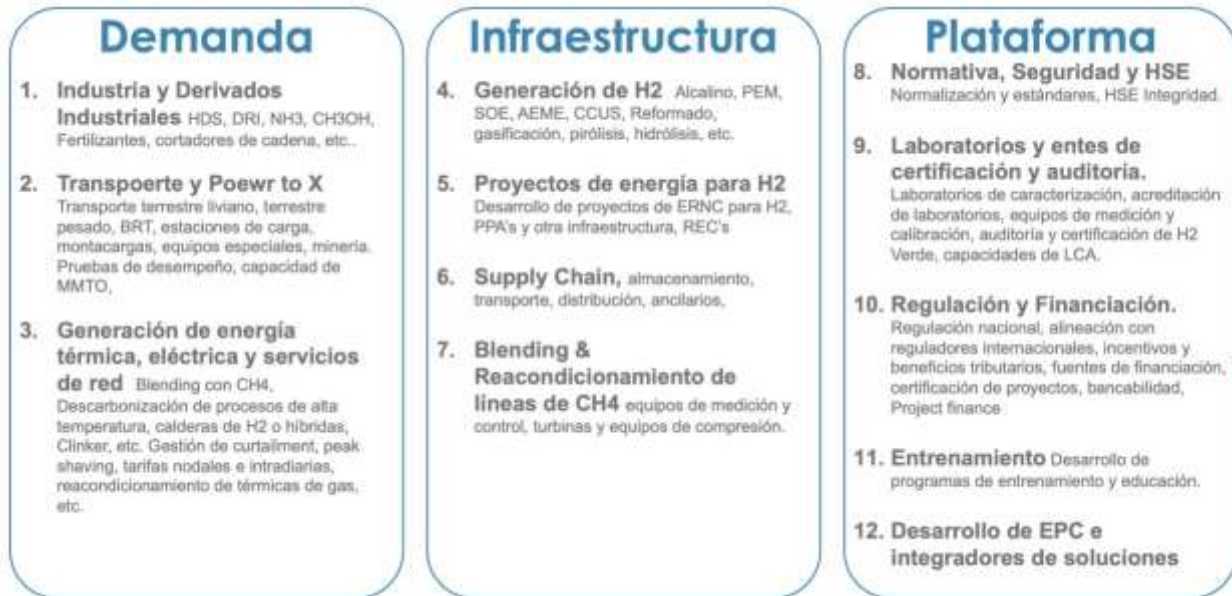 Demanda
1. Industria y Derivados
Industriales HDS, DRI, NH3, CH3OH,
Fertilizantes, cortadores de cadena, etc..
2. Transpoerte y Poewr to X
Transporte terrestre liviano, terrestre
pesado, BRT, estaciones de carga,
montacargas, equipos especiales, minería.
Pruebas de desempeño, capacidad de
MMTO,
3. Generación de energía
térmica, eléctrica y servicios
de red Blending con CH4,
Descarbonización de procesos de alta
temperatura, calderas de H2 o híbridas,
Clinker, etc. Gestión de curtailment, peak
shaving, tarifas nodales e intradiarias,
reacondicionamiento de térmicas de gas,
etc.
Infraestructura
4. Generación de H2 Alcalino, PEM,
SOE, AEME, CCUS, Reformado,
gasificación, pirólisis, hidrólisis, etc.
5. Proyectos de energía para H2
Desarrollo de proyectos de ERNC para H2,
PPA's y otra infraestructura, REC's
6. Supply Chain, almacenamiento,
transporte, distribución, ancilarios,
7. Blending &
Reacondicionamiento de
líneas de CH4 equipos de medición y
control, turbinas y equipos de compresión.
Plataforma
8. Normativa, Seguridad y HSE
Normalización y estándares, HSE Integridad.
9. Laboratorios y entes de
certificación y auditoría.
Laboratorios de caracterización, acreditación
de laboratorios, equipos de medición y
calibración, auditoría y certificación de H2
Verde, capacidades de LCA.
10. Regulación y Financiación.
Regulación nacional, alineación con
reguladores internacionales, incentivos y
beneficios tributarios, fuentes de financiación,
certificación de proyectos, bancabilidad,
Project finance
11. Entrenamiento Desarrollo de
programas de entrenamiento y educación.
12. Desarrollo de EPC e
integradores de soluciones